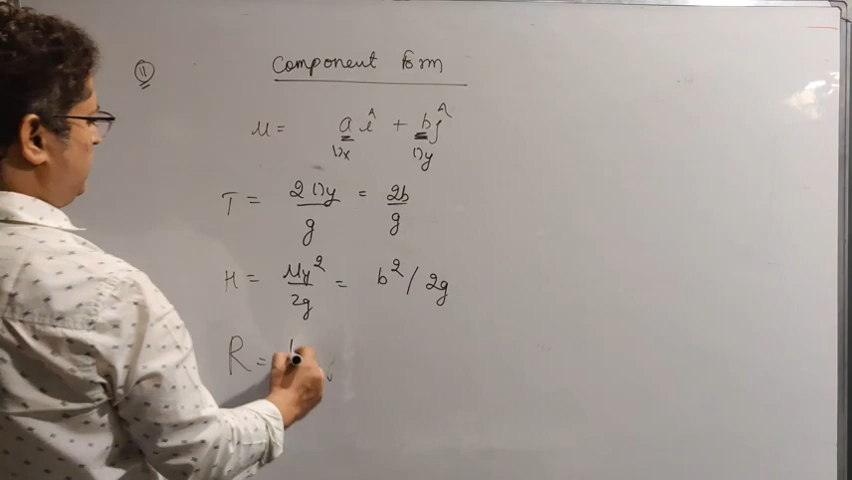 11
Component form
u = a î + b ĵ
Ux Uy
T = 2Uy/g = 2b/g
H = Uy²/2g = b²/2g
R =